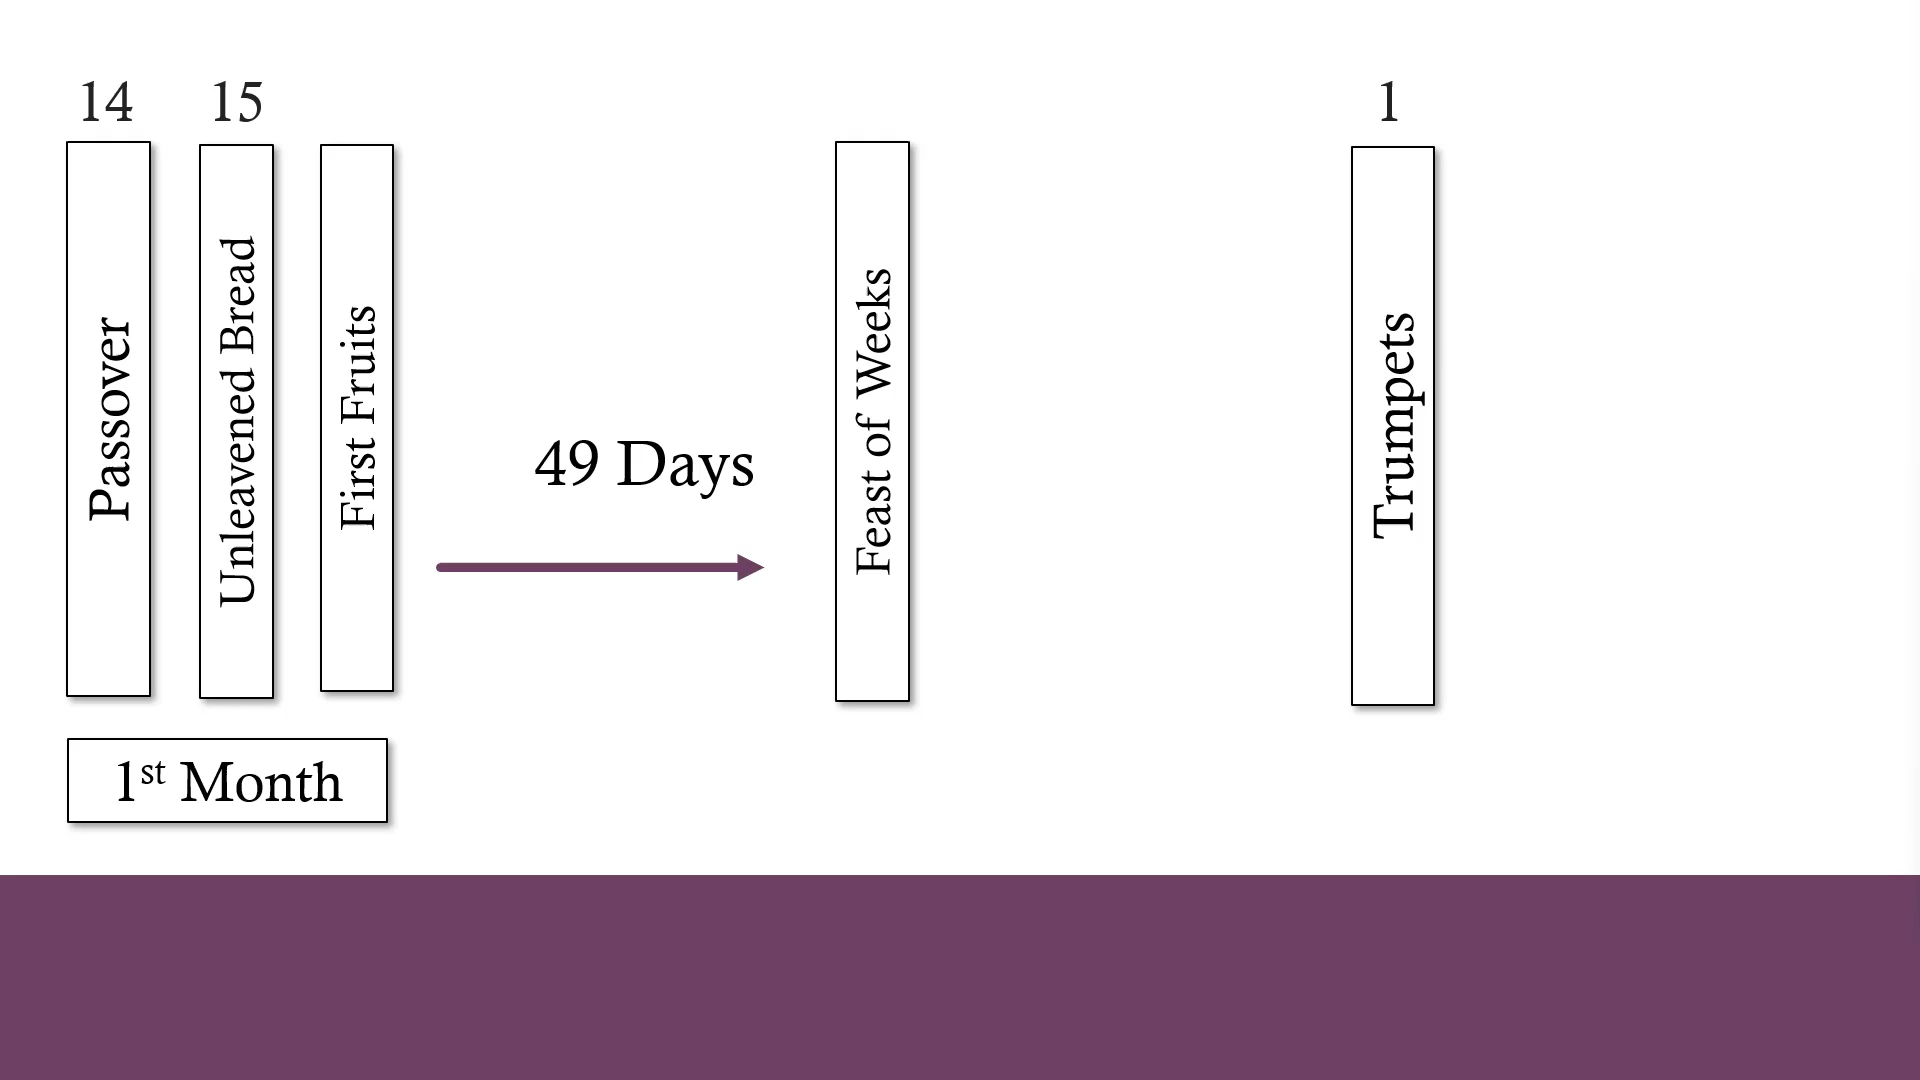 14
15
1
Passover
Unleavened Bread
First Fruits
49 Days
Feast of Weeks
Trumpets
1st Month